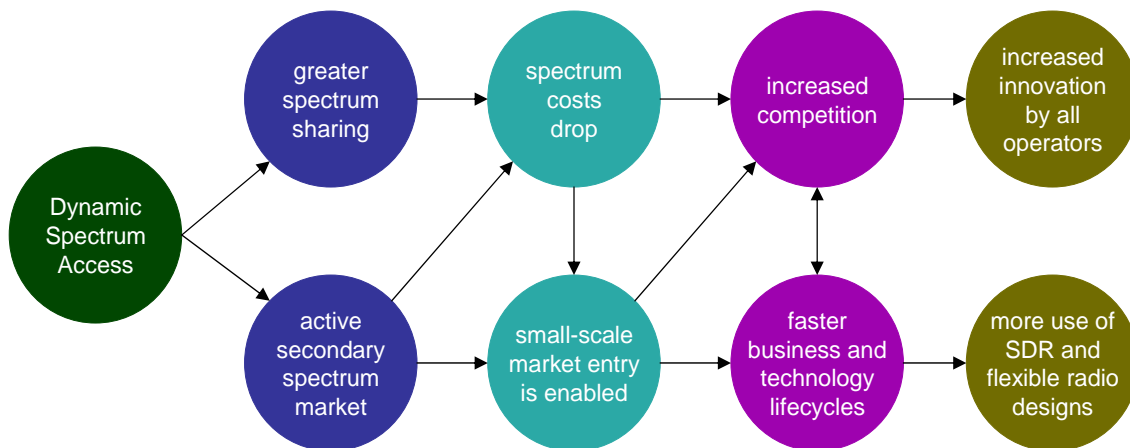 Dynamic
Spectrum
Access
greater
spectrum
sharing
active
secondary
spectrum
market
spectrum
costs
drop
small-scale
market entry
is enabled
increased
competition
faster
business and
technology
lifecycles
increased
innovation
by all
operators
more use of
SDR and
flexible radio
designs